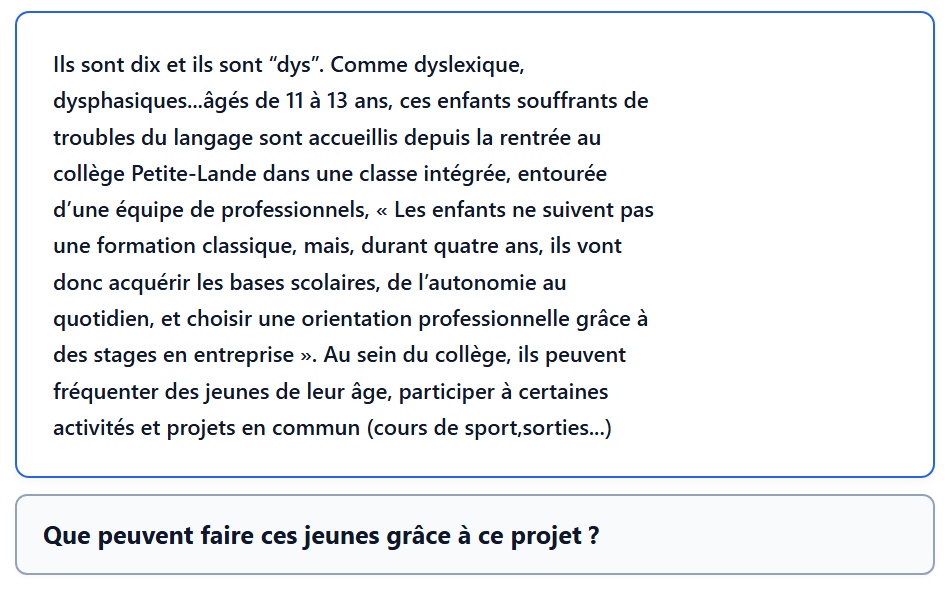 Ils sont dix et ils sont “dys”. Comme dyslexique,
dysphasiques...âgés de 11 à 13 ans, ces enfants souffrants de
troubles du langage sont accueillis depuis la rentrée au
collège Petite-Lande dans une classe intégrée, entourée
d’une équipe de professionnels, « Les enfants ne suivent pas
une formation classique, mais, durant quatre ans, ils vont
donc acquérir les bases scolaires, de l’autonomie au
quotidien, et choisir une orientation professionnelle grâce à
des stages en entreprise ». Au sein du collège, ils peuvent
fréquenter des jeunes de leur âge, participer à certaines
activités et projets en commun (cours de sport,sorties...)
Que peuvent faire ces jeunes grâce à ce projet ?